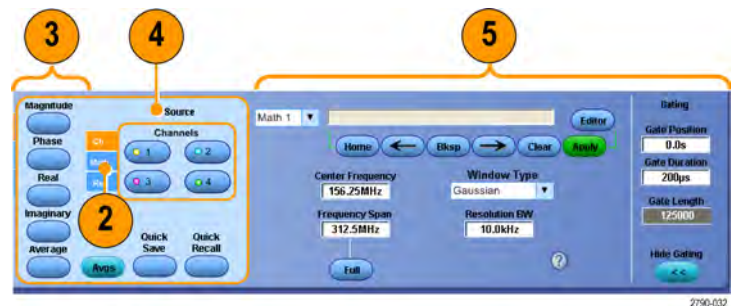 3
4
5
Magnitude
Phase
Real
Imaginary
Average
Source
Channels
Ch
1
2
3
4
2
Avgs
Quick Save
Quick Recall
Math 1
Editor
Home
←
Bksp
→
Clear
Apply
Center Frequency
156.25MHz
Frequency Span
312.5MHz
Full
Window Type
Gaussian
Resolution BW
10.0kHz
?
Gating
Gate Position
0.0s
Gate Duration
200µs
Gate Length
125000
Hide Gating
<<
2790-032